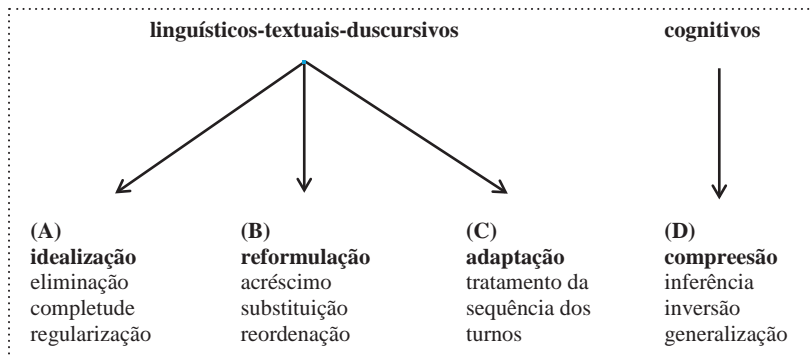 linguísticos-textuais-duscursivos
cognitivos
(A)
idealização
eliminação
completude
regularização
(B)
reformulação
acréscimo
substituição
reordenação
(C)
adaptação
tratamento da
sequência dos
turnos
(D)
compreesão
inferência
inversão
generalização